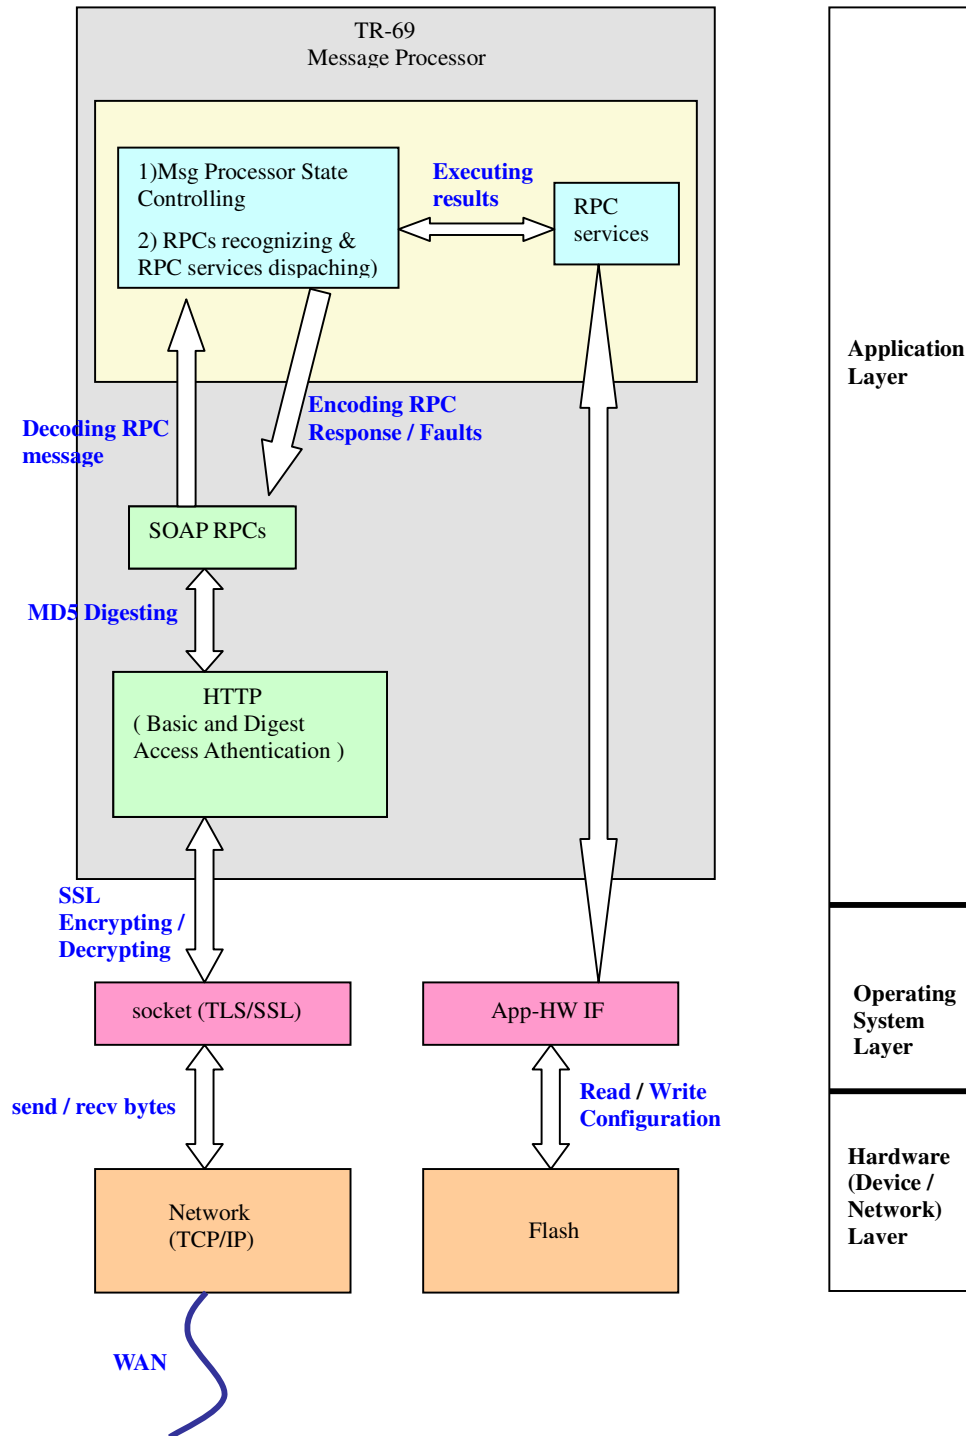 TR-69
Message Processor
1)Msg Processor State
Controlling
2) RPCs recognizing &
RPC services dispaching)
Executing
results
RPC
services
Application
Layer
Decoding RPC
message
Encoding RPC
Response / Faults
SOAP RPCs
MD5 Digesting
HTTP
( Basic and Digest
Access Athentication )
SSL
Encrypting /
Decrypting
socket (TLS/SSL)
App-HW IF
Operating
System
Layer
send / recv bytes
Read / Write
Configuration
Hardware
(Device /
Network)
Layer
Network
(TCP/IP)
Flash
WAN